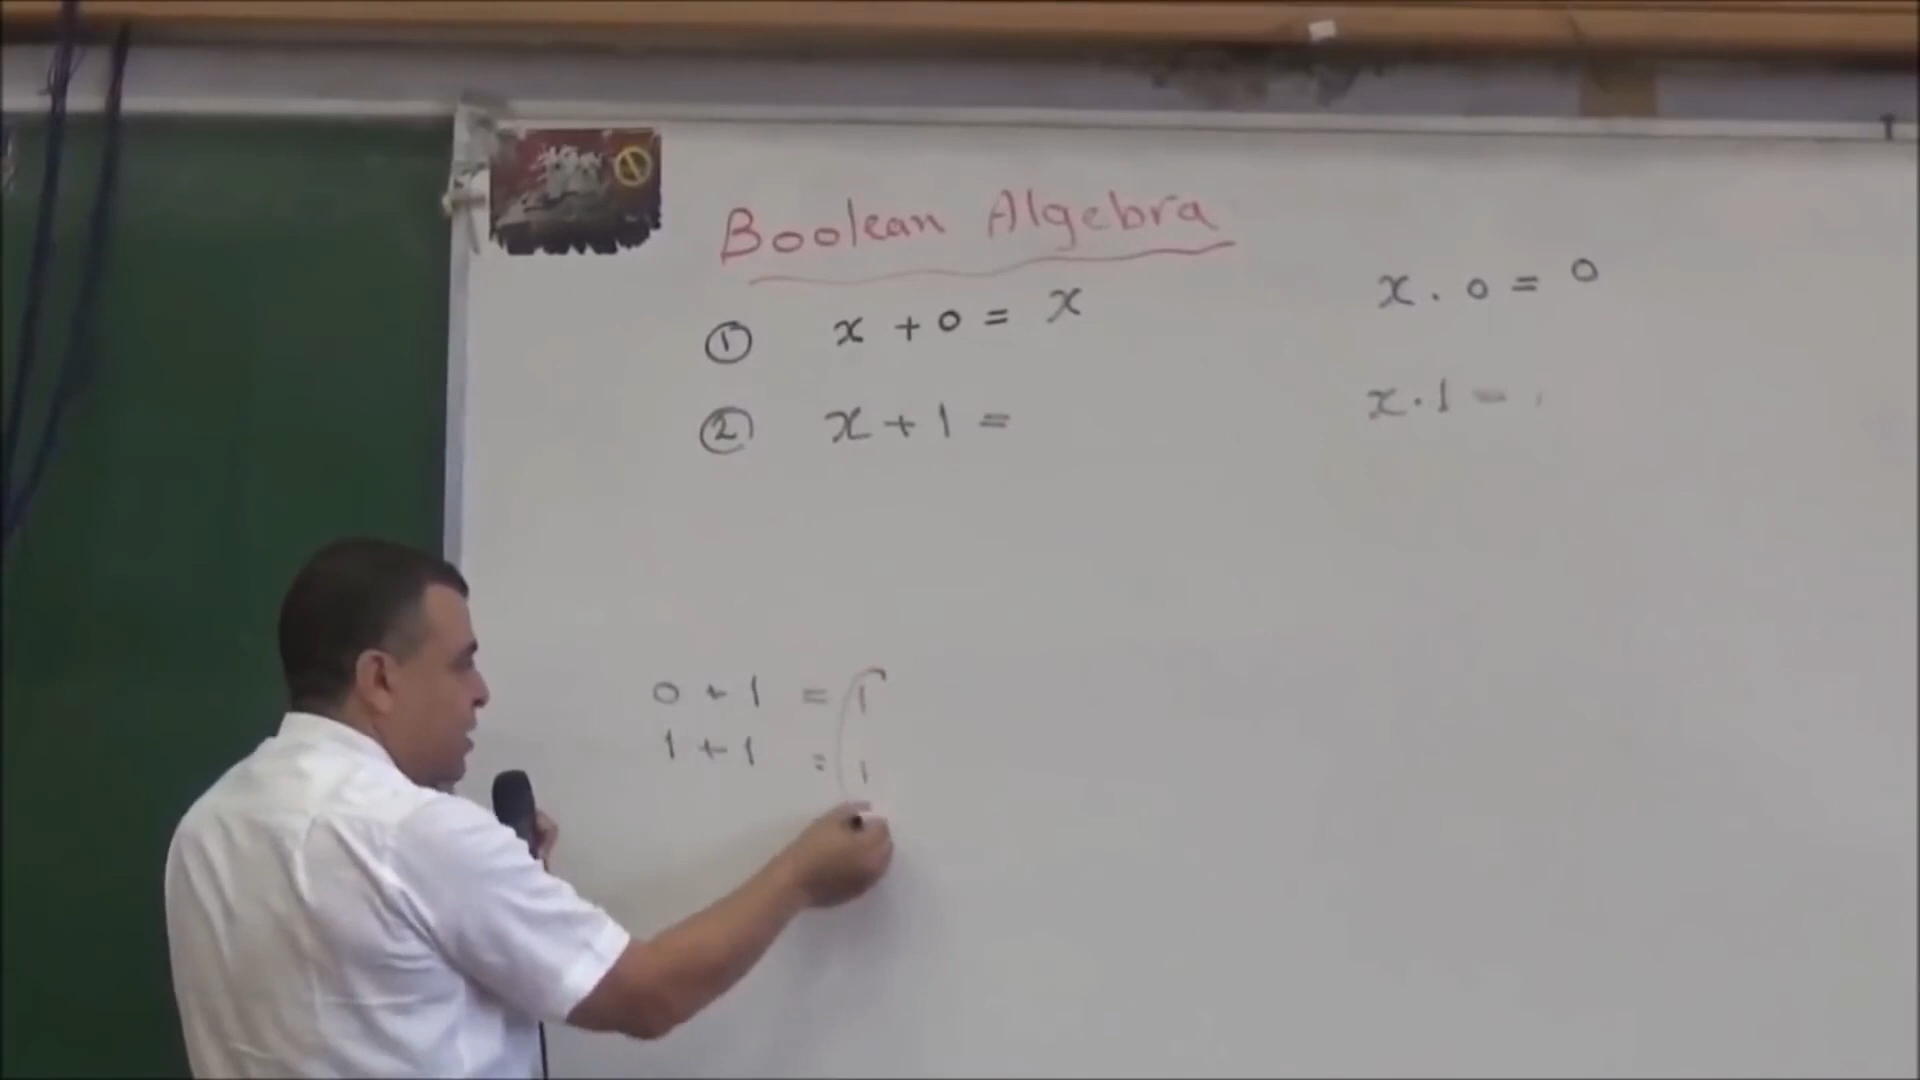 Boolean Algebra
① x + 0 = x
x . 0 = 0
② x + 1 =
x . 1 =
0 + 1 = 1
1 + 1 = 1